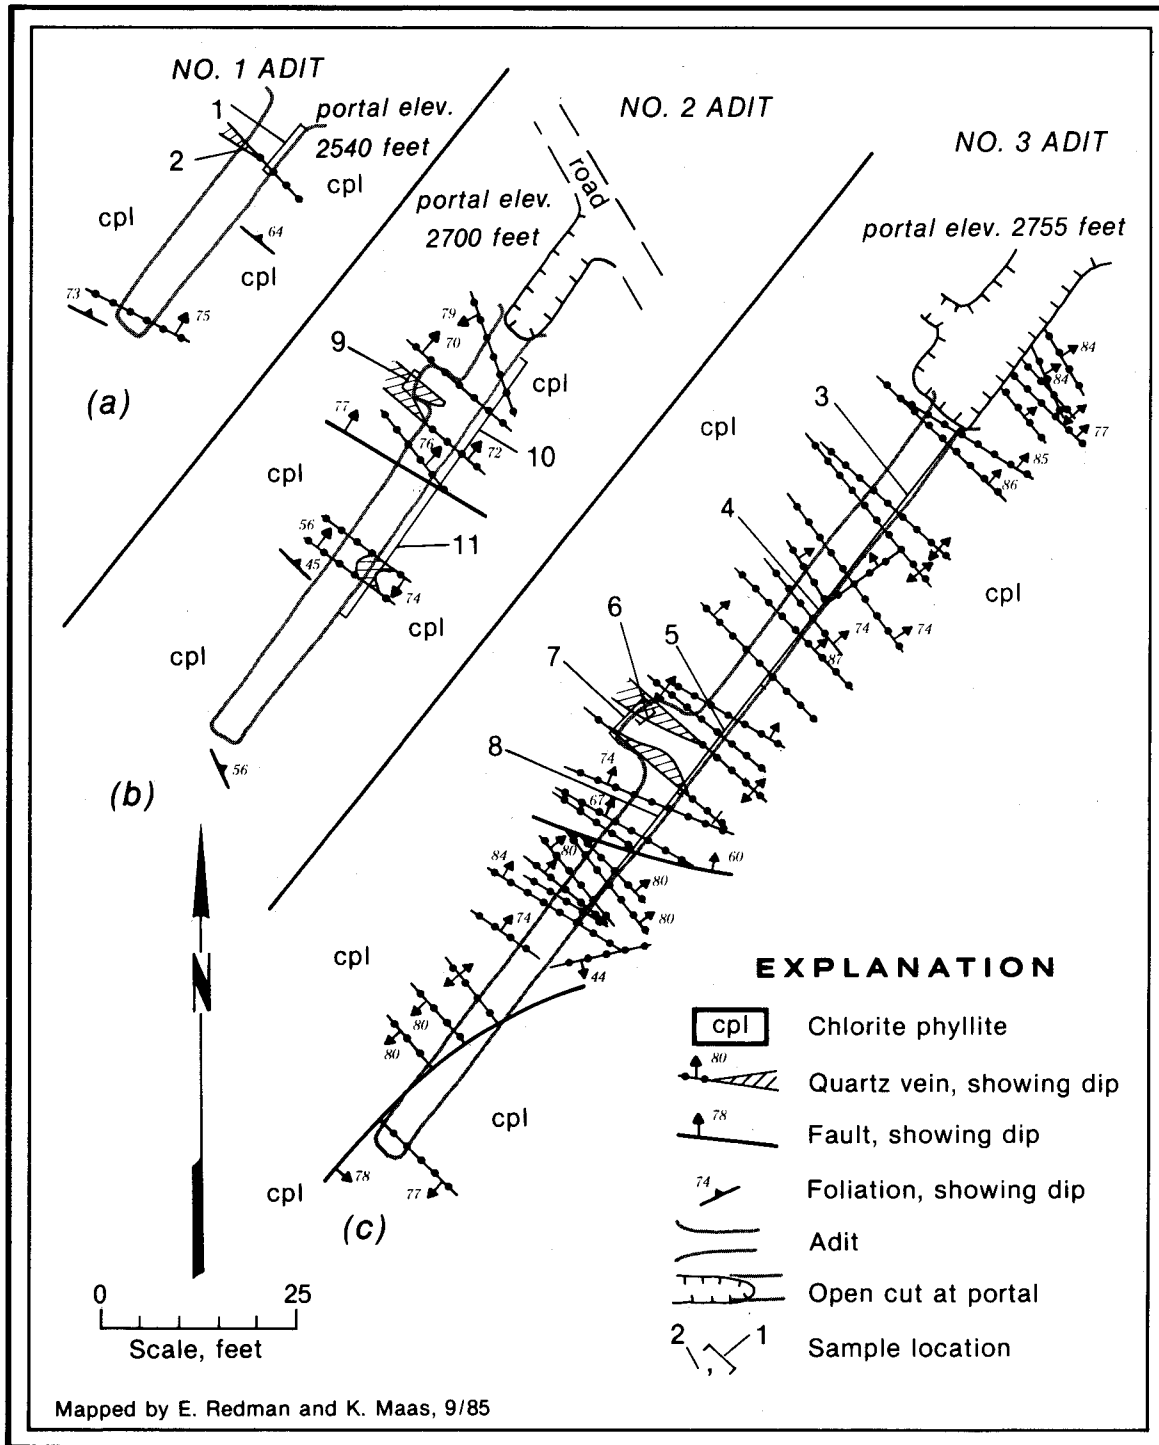 NO. 1 ADIT
1
portal elev.
2540 feet
2
cpl
cpl
64
cpl
73
75
(a)
NO. 2 ADIT
road
portal elev.
2700 feet
79
70
9
cpl
77
76
72
10
cpl
56
11
45
74
cpl
cpl
56
(b)
NO. 3 ADIT
portal elev. 2755 feet
84
84
77
3
cpl
85
86
4
cpl
74
74
87
6
5
7
8
74
67
60
80
84
80
80
74
cpl
44
80
80
cpl
78
77
cpl
(c)
N
0 25
Scale, feet
EXPLANATION
cpl Chlorite phyllite
80 Quartz vein, showing dip
78 Fault, showing dip
74 Foliation, showing dip
Adit
Open cut at portal
2 , 1 Sample location
Mapped by E. Redman and K. Maas, 9/85